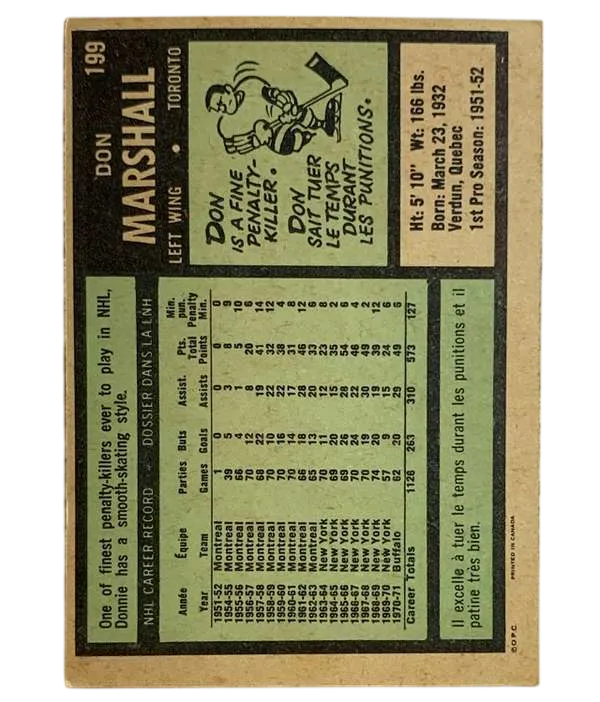 199
DON
MARSHALL
LEFT WING • TORONTO
DON
IS A FINE
PENALTY-
KILLER.
DON
SAIT TUER
LE TEMPS
DURANT
LES PUNITIONS.
Ht: 5' 10" Wt: 166 lbs.
Born: March 23, 1932
Verdun, Quebec
1st Pro Season: 1951-52
One of finest penalty-killers ever to play in NHL,
Donnie has a smooth-skating style.
NHL CAREER RECORD - DOSSIER DANS LA LNH
Année Équipe Parties Buts Assist. Pts. Min. pun.
Year Team Games Goals Assists Total Points Penalty Min.
1951-52 Montreal 1 0 0 0 0
1954-55 Montreal 39 5 3 8 9
1955-56 Montreal 66 4 1 5 10
1956-57 Montreal 70 12 8 20 6
1957-58 Montreal 68 22 19 41 14
1958-59 Montreal 70 10 22 32 12
1959-60 Montreal 70 16 22 38 4
1960-61 Montreal 70 14 17 31 8
1961-62 Montreal 66 18 28 46 12
1962-63 Montreal 65 13 20 33 6
1963-64 New York 70 11 12 23 8
1964-65 New York 69 20 15 35 2
1965-66 New York 69 26 28 54 6
1966-67 New York 70 24 22 46 4
1967-68 New York 70 19 30 49 2
1968-69 New York 74 20 19 39 12
1969-70 New York 57 9 15 24 6
1970-71 Buffalo 62 20 29 49 6
Career Totals 1126 263 310 573 127
Il excelle à tuer le temps durant les punitions et il
patine très bien.
© O.P.C. PRINTED IN CANADA